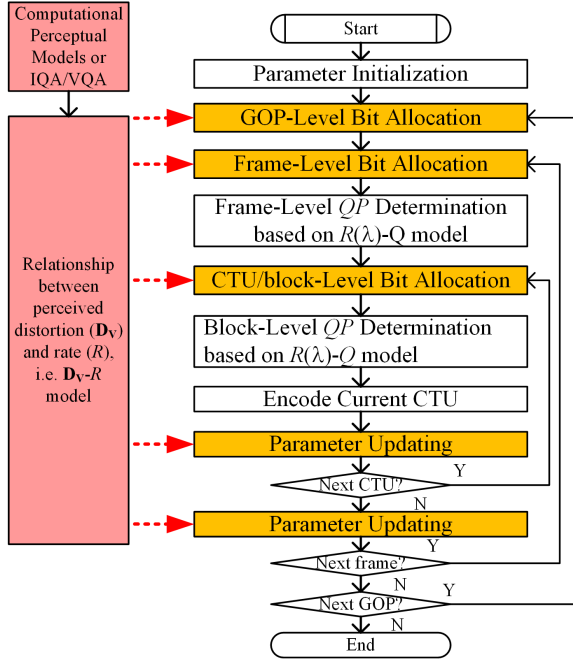 Computational
Perceptual
Models or
IQA/VQA
Relationship
between
perceived
distortion (D_V)
and rate (R),
i.e. D_V-R
model
Start
Parameter Initialization
GOP-Level Bit Allocation
Frame-Level Bit Allocation
Frame-Level QP Determination
based on R(λ)-Q model
CTU/block-Level Bit Allocation
Block-Level QP Determination
based on R(λ)-Q model
Encode Current CTU
Parameter Updating
Next CTU?
Y
N
Parameter Updating
Next frame?
Y
N
Next GOP?
Y
N
End